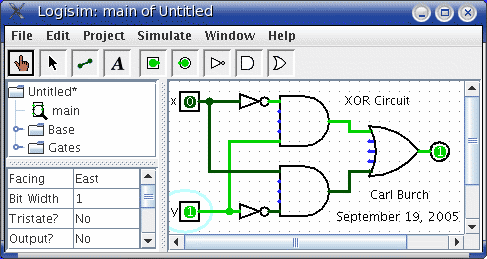 Logisim: main of Untitled
File Edit Project Simulate Window Help
A
Untitled*
main
Base
Gates
Facing East
Bit Width 1
Tristate? No
Output? No
x 0
XOR Circuit
1
y 1
Carl Burch
September 19, 2005